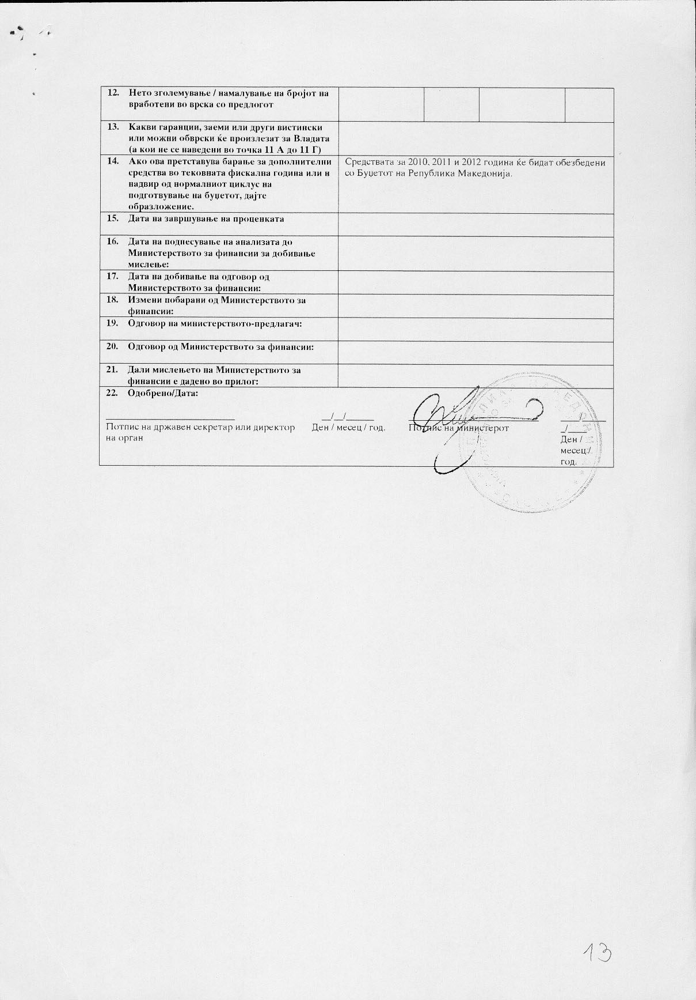 12. Нето зголемување / намалување на бројот на
вработени во врска со предлогот
13. Какви гаранции, заеми или други вистински
или можни обврски ќе произлезат за Владата
(а кои не се наведени во точка 11 А до 11 Г)
14. Ако ова претставува барање за дополнителни
средства во тековната фискална година или н
надвир од нормалниот циклус на
подготвување на буџетот, дајте
образложение.
Средствата за 2010, 2011 и 2012 година ќе бидат обезбедени
со Буџетот на Република Македонија.
15. Дата на завршување на проценката
16. Дата на поднесување на анализата до
Министерството за финансии за добивање
мислење:
17. Дата на добивање на одговор од
Министерството за финансии:
18. Измени побарани од Министерството за
финансии:
19. Одговор на министерството-предлагач:
20. Одговор од Министерството за финансии:
21. Дали мислењето на Министерството за
финансии е дадено во прилог:
22. Одобрено/Дата:
__/__/_____
____/_____
Потпис на државен секретар или директор
на орган
Ден / месец / год.
Потпис на министерот
_/____
Ден /
месец /
год.
13